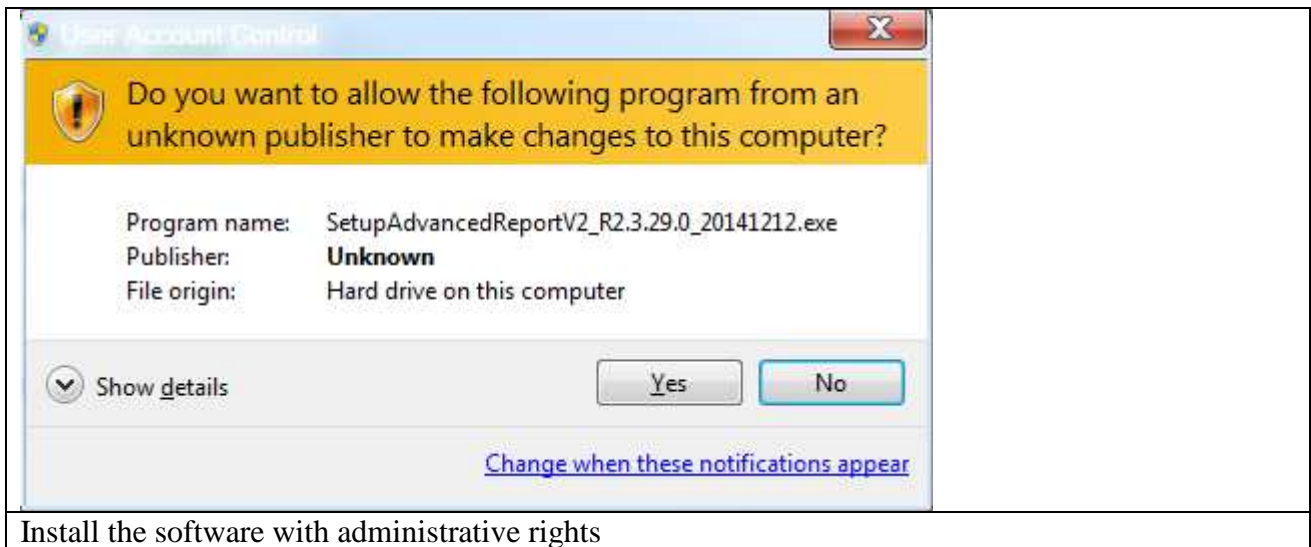 User Account Control
Do you want to allow the following program from an
unknown publisher to make changes to this computer?
Program name: SetupAdvancedReportV2_R2.3.29.0_20141212.exe
Publisher: Unknown
File origin: Hard drive on this computer
Show details Yes No
Change when these notifications appear
Install the software with administrative rights